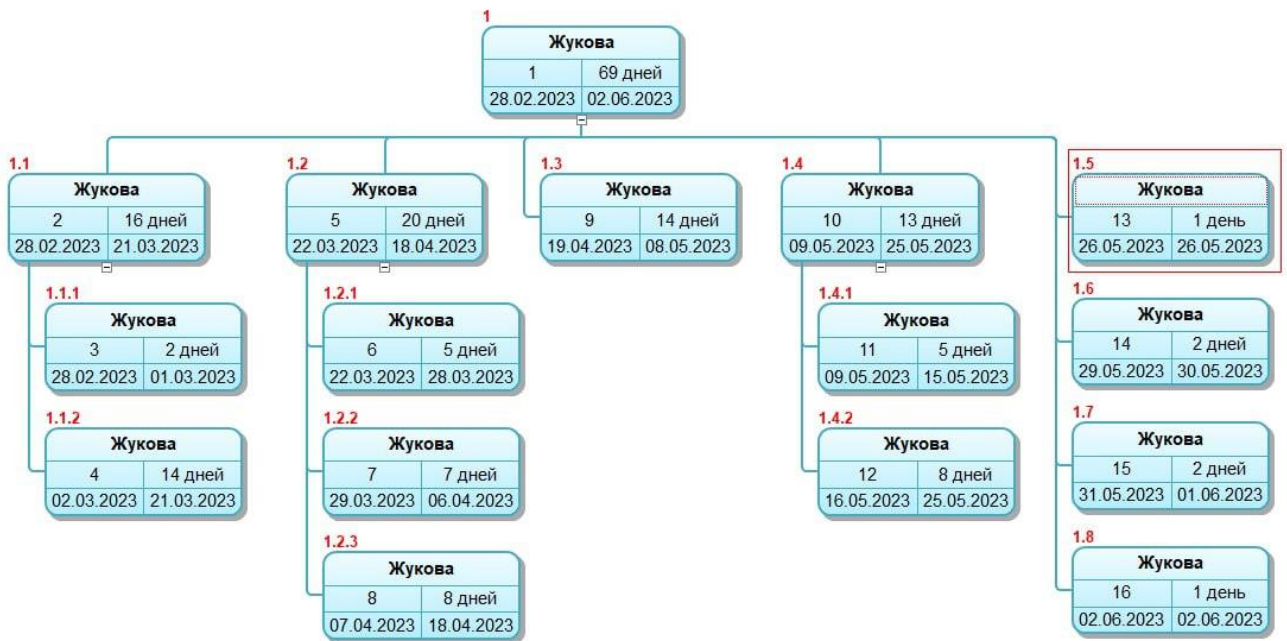 1
Жукова
1 69 дней
28.02.2023 02.06.2023
1.1
Жукова
2 16 дней
28.02.2023 21.03.2023
1.1.1
Жукова
3 2 дней
28.02.2023 01.03.2023
1.1.2
Жукова
4 14 дней
02.03.2023 21.03.2023
1.2
Жукова
5 20 дней
22.03.2023 18.04.2023
1.2.1
Жукова
6 5 дней
22.03.2023 28.03.2023
1.2.2
Жукова
7 7 дней
29.03.2023 06.04.2023
1.2.3
Жукова
8 8 дней
07.04.2023 18.04.2023
1.3
Жукова
9 14 дней
19.04.2023 08.05.2023
1.4
Жукова
10 13 дней
09.05.2023 25.05.2023
1.4.1
Жукова
11 5 дней
09.05.2023 15.05.2023
1.4.2
Жукова
12 8 дней
16.05.2023 25.05.2023
1.5
Жукова
13 1 день
26.05.2023 26.05.2023
1.6
Жукова
14 2 дней
29.05.2023 30.05.2023
1.7
Жукова
15 2 дней
31.05.2023 01.06.2023
1.8
Жукова
16 1 день
02.06.2023 02.06.2023